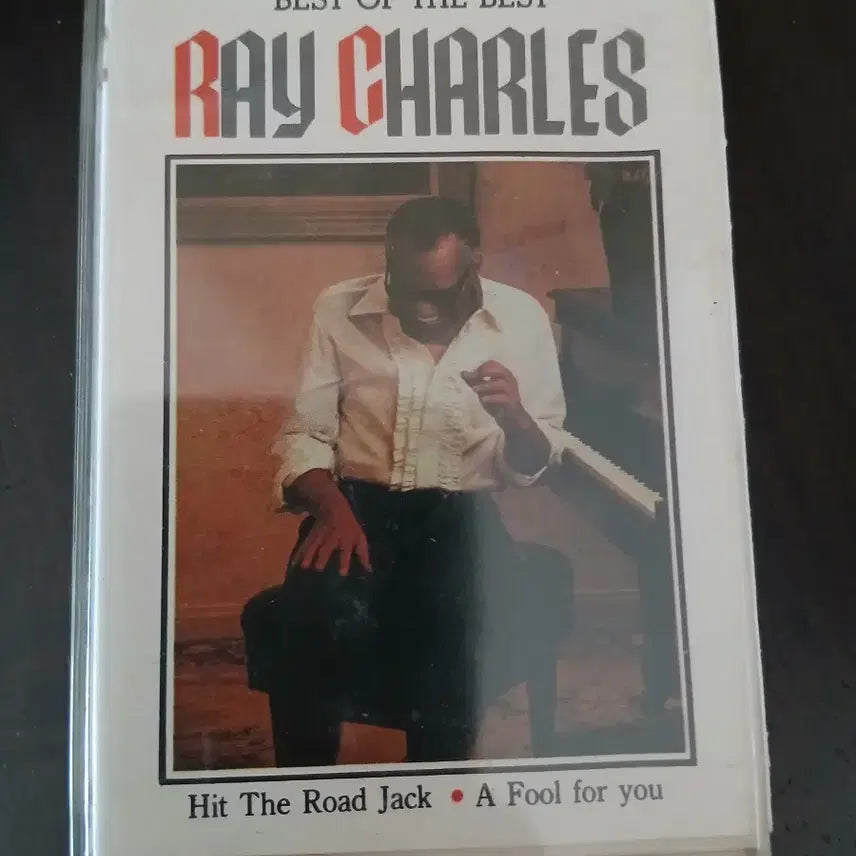 BEST OF THE BEST
RAY CHARLES
Hit The Road Jack • A Fool for you